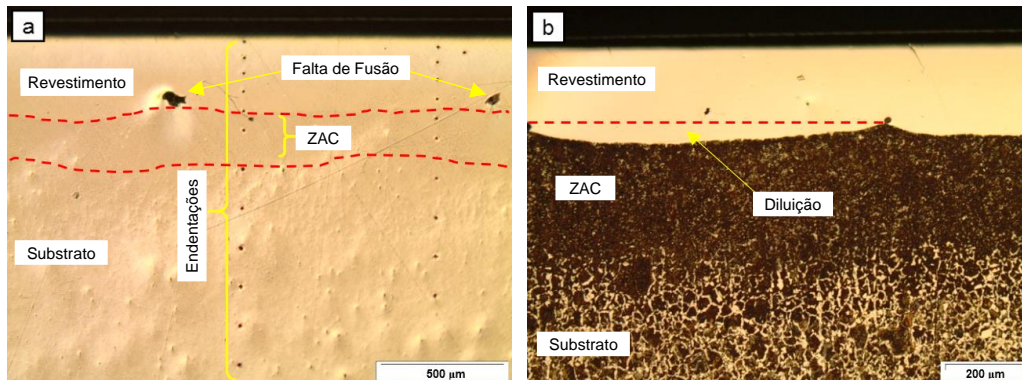 a
Revestimento
Falta de Fusão
ZAC
Endentações
Substrato
500 µm
b
Revestimento
ZAC
Diluição
Substrato
200 µm